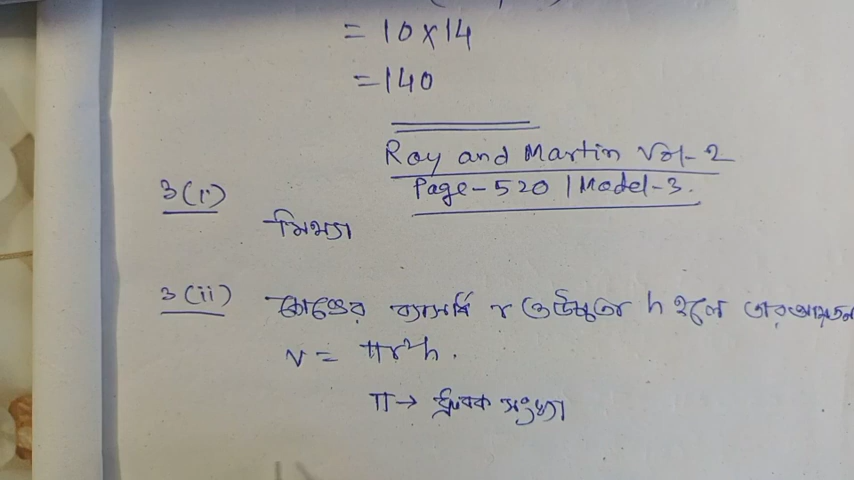 = 10 x 14
= 140
Ray and Martin Vol-2
Page-520 | Model-3.
3(i)
মিথ্যা
3(ii) চোঙের ব্যাসার্ধ r ও উচ্চতা h হলে তার আয়তন
v = πr²h.
π → ধ্রুবক সংখ্যা